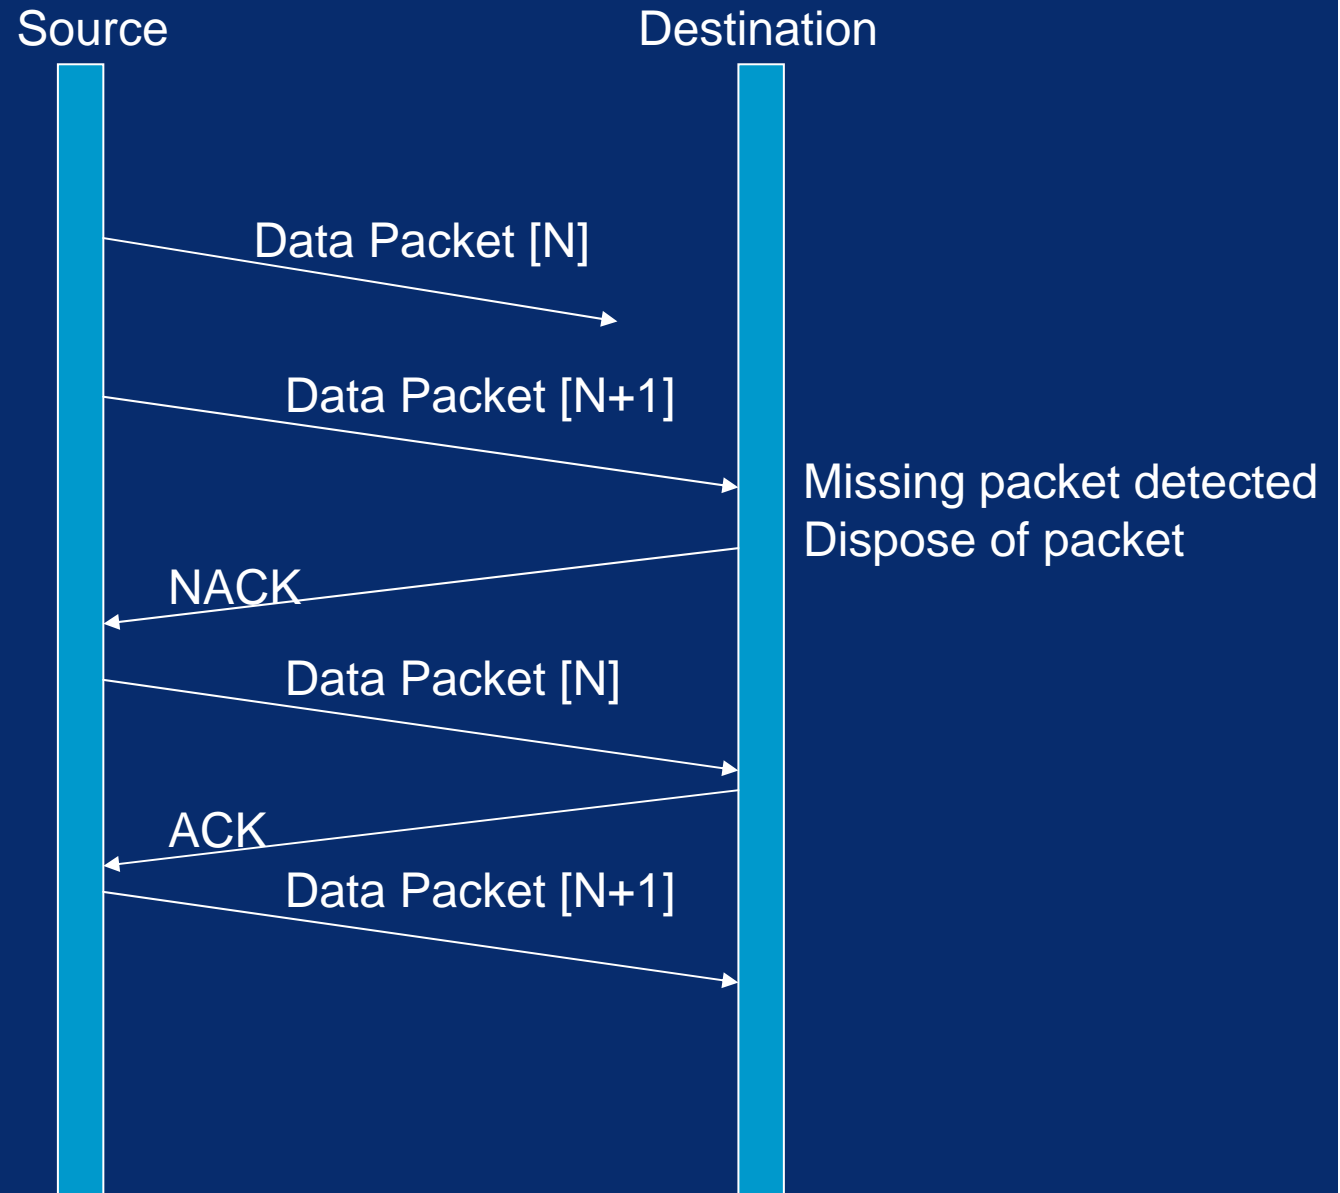 Source
Destination
Data Packet [N]
Data Packet [N+1]
Missing packet detected
Dispose of packet
NACK
Data Packet [N]
ACK
Data Packet [N+1]